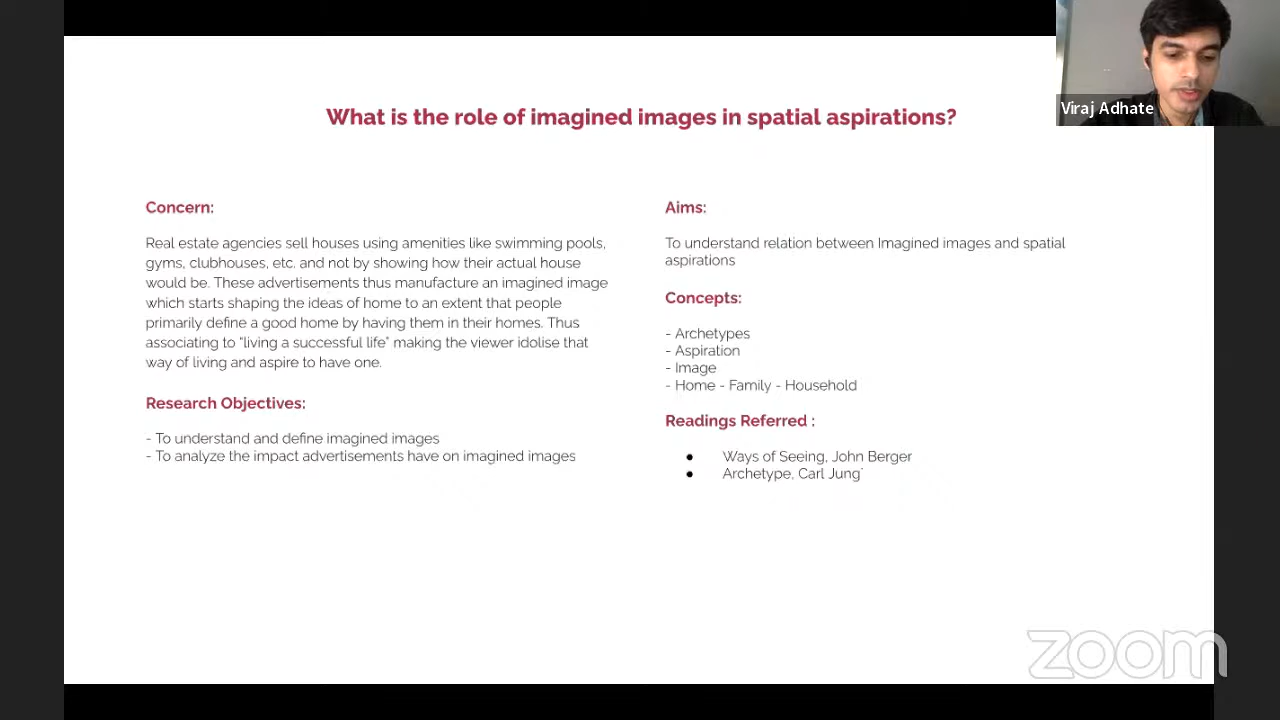 What is the role of imagined images in spatial aspirations?
Viraj Adhate
Concern:
Real estate agencies sell houses using amenities like swimming pools,
gyms, clubhouses, etc. and not by showing how their actual house
would be. These advertisements thus manufacture an imagined image
which starts shaping the ideas of home to an extent that people
primarily define a good home by having them in their homes. Thus
associating to “living a successful life” making the viewer idolise that
way of living and aspire to have one.
Research Objectives:
- To understand and define imagined images
- To analyze the impact advertisements have on imagined images
Aims:
To understand relation between Imagined images and spatial
aspirations
Concepts:
- Archetypes
- Aspiration
- Image
- Home - Family - Household
Readings Referred :
● Ways of Seeing, John Berger
● Archetype, Carl Jung`
zoom